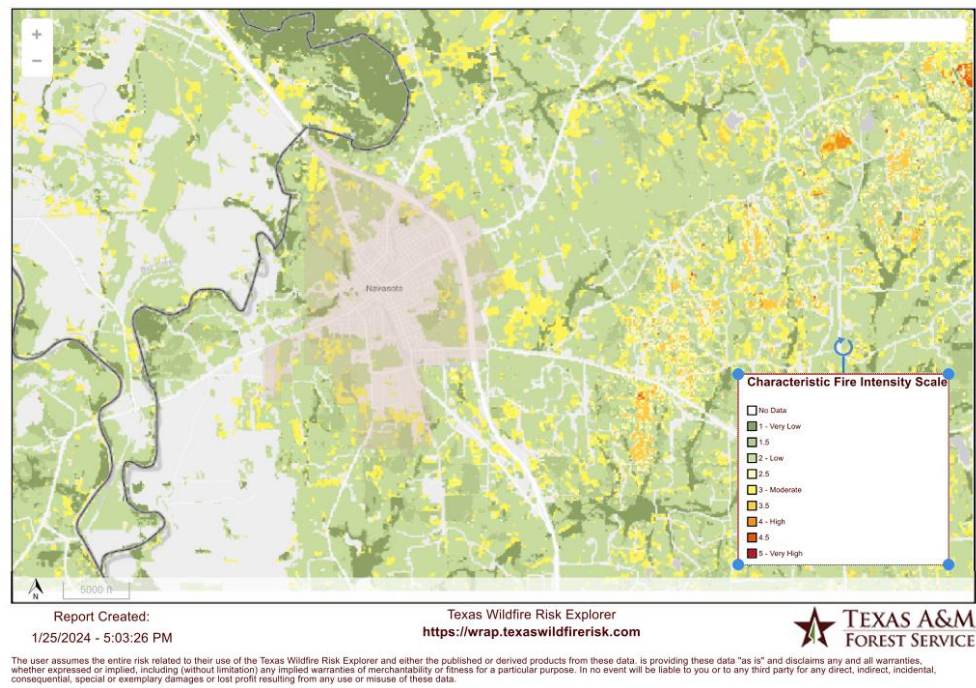 +
−
Navasota
Characteristic Fire Intensity Scale
No Data
1 - Very Low
1.5
2 - Low
2.5
3 - Moderate
3.5
4 - High
4.5
5 - Very High
N
5000 ft
Report Created:
1/25/2024 - 5:03:26 PM
Texas Wildfire Risk Explorer
https://wrap.texaswildfirerisk.com
TEXAS A&M
FOREST SERVICE
The user assumes the entire risk related to their use of the Texas Wildfire Risk Explorer and either the published or derived products from these data. is providing these data "as is" and disclaims any and all warranties,
whether expressed or implied, including (without limitation) any implied warranties of merchantability or fitness for a particular purpose. In no event will be liable to you or to any third party for any direct, indirect, incidental,
consequential, special or exemplary damages or lost profit resulting from any use or misuse of these data.